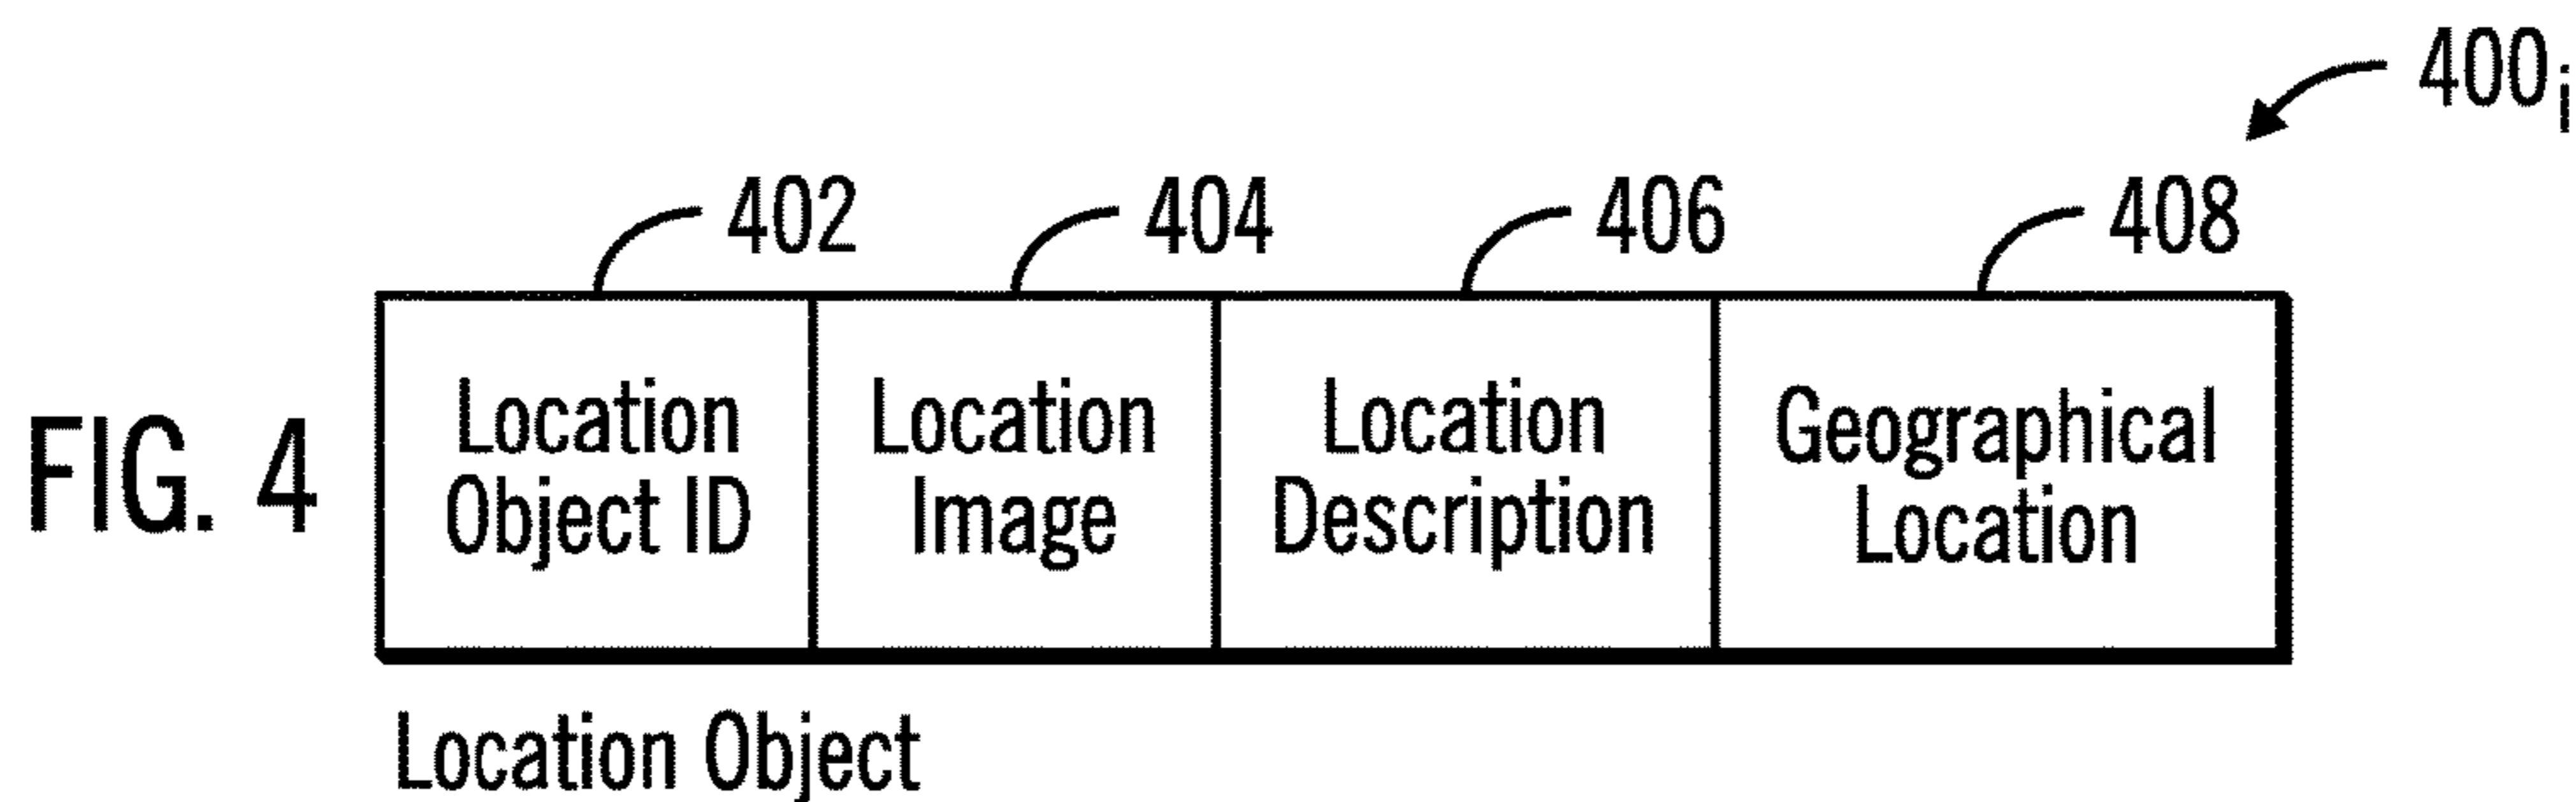 400i
402 404 406 408
FIG. 4
Location Object ID
Location Image
Location Description
Geographical Location
Location Object